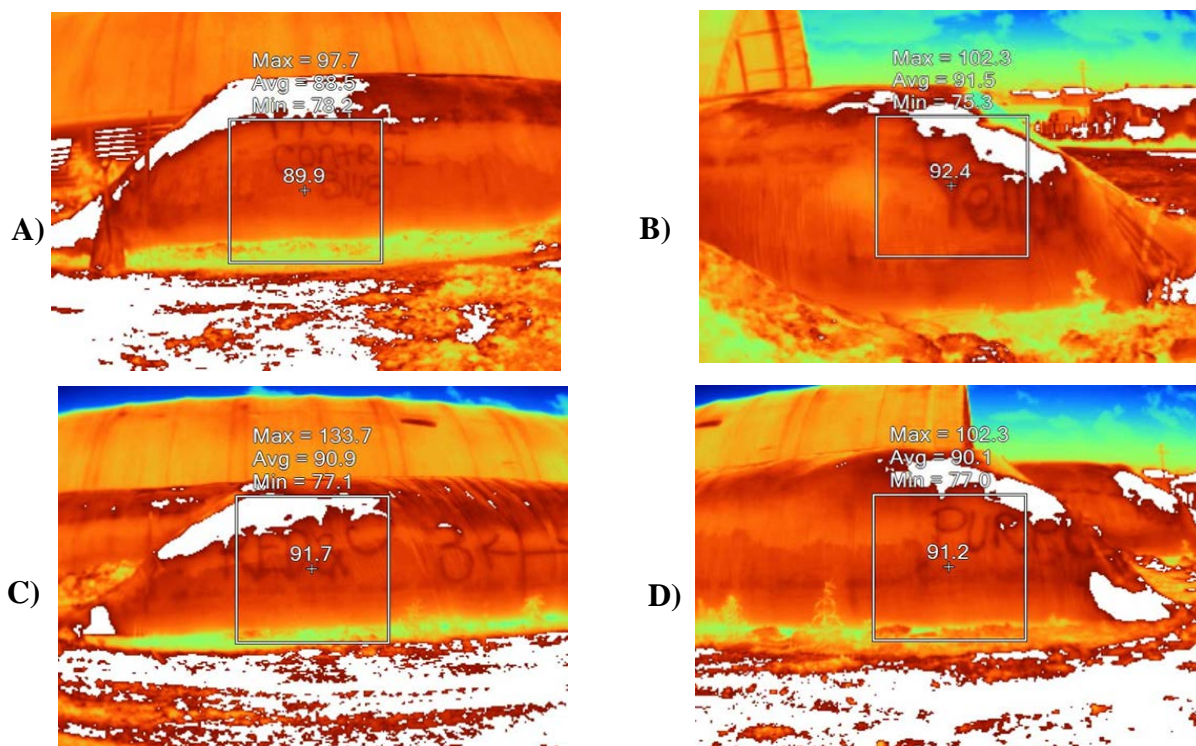 A)
Max = 97.7
Avg = 88.5
Min = 78.2
CONTROL
89.9
B)
Max = 102.3
Avg = 91.5
Min = 75.3
92.4
C)
Max = 133.7
Avg = 90.9
Min = 77.1
91.7
D)
Max = 102.3
Avg = 90.1
Min = 77.0
91.2